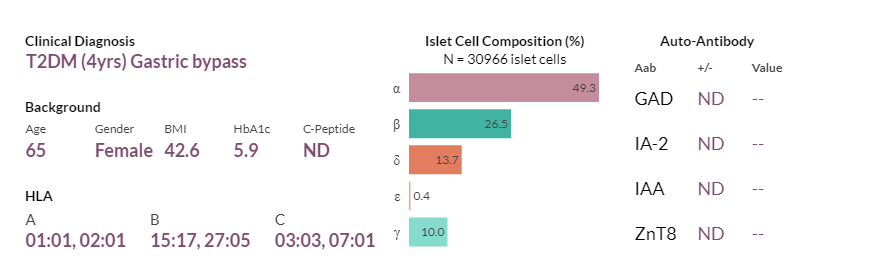 Clinical Diagnosis
T2DM (4yrs) Gastric bypass
Background
Age Gender BMI HbA1c C-Peptide
65 Female 42.6 5.9 ND
HLA
A B C
01:01, 02:01 15:17, 27:05 03:03, 07:01
Islet Cell Composition (%)
N = 30966 islet cells
α 49.3
β 26.5
δ 13.7
ε 0.4
γ 10.0
Auto-Antibody
Aab +/- Value
GAD ND --
IA-2 ND --
IAA ND --
ZnT8 ND --